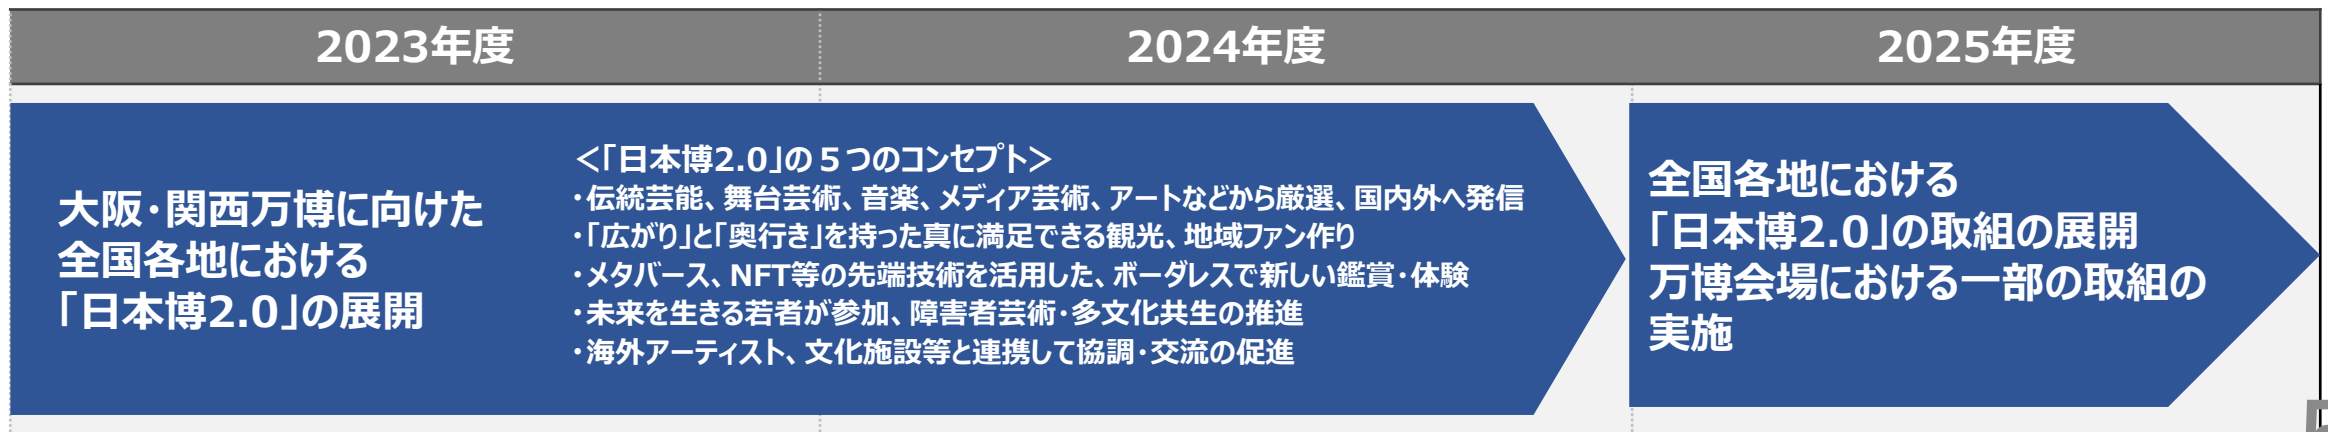 2023年度
2024年度
2025年度
大阪・関西万博に向けた
全国各地における
「日本博2.0」の展開
＜「日本博2.0」の５つのコンセプト＞
・伝統芸能、舞台芸術、音楽、メディア芸術、アートなどから厳選、国内外へ発信
・「広がり」と「奥行き」を持った真に満足できる観光、地域ファン作り
・メタバース、NFT等の先端技術を活用した、ボーダレスで新しい鑑賞・体験
・未来を生きる若者が参加、障害者芸術・多文化共生の推進
・海外アーティスト、文化施設等と連携して協調・交流の促進
全国各地における
「日本博2.0」の取組の展開
万博会場における一部の取組の
実施